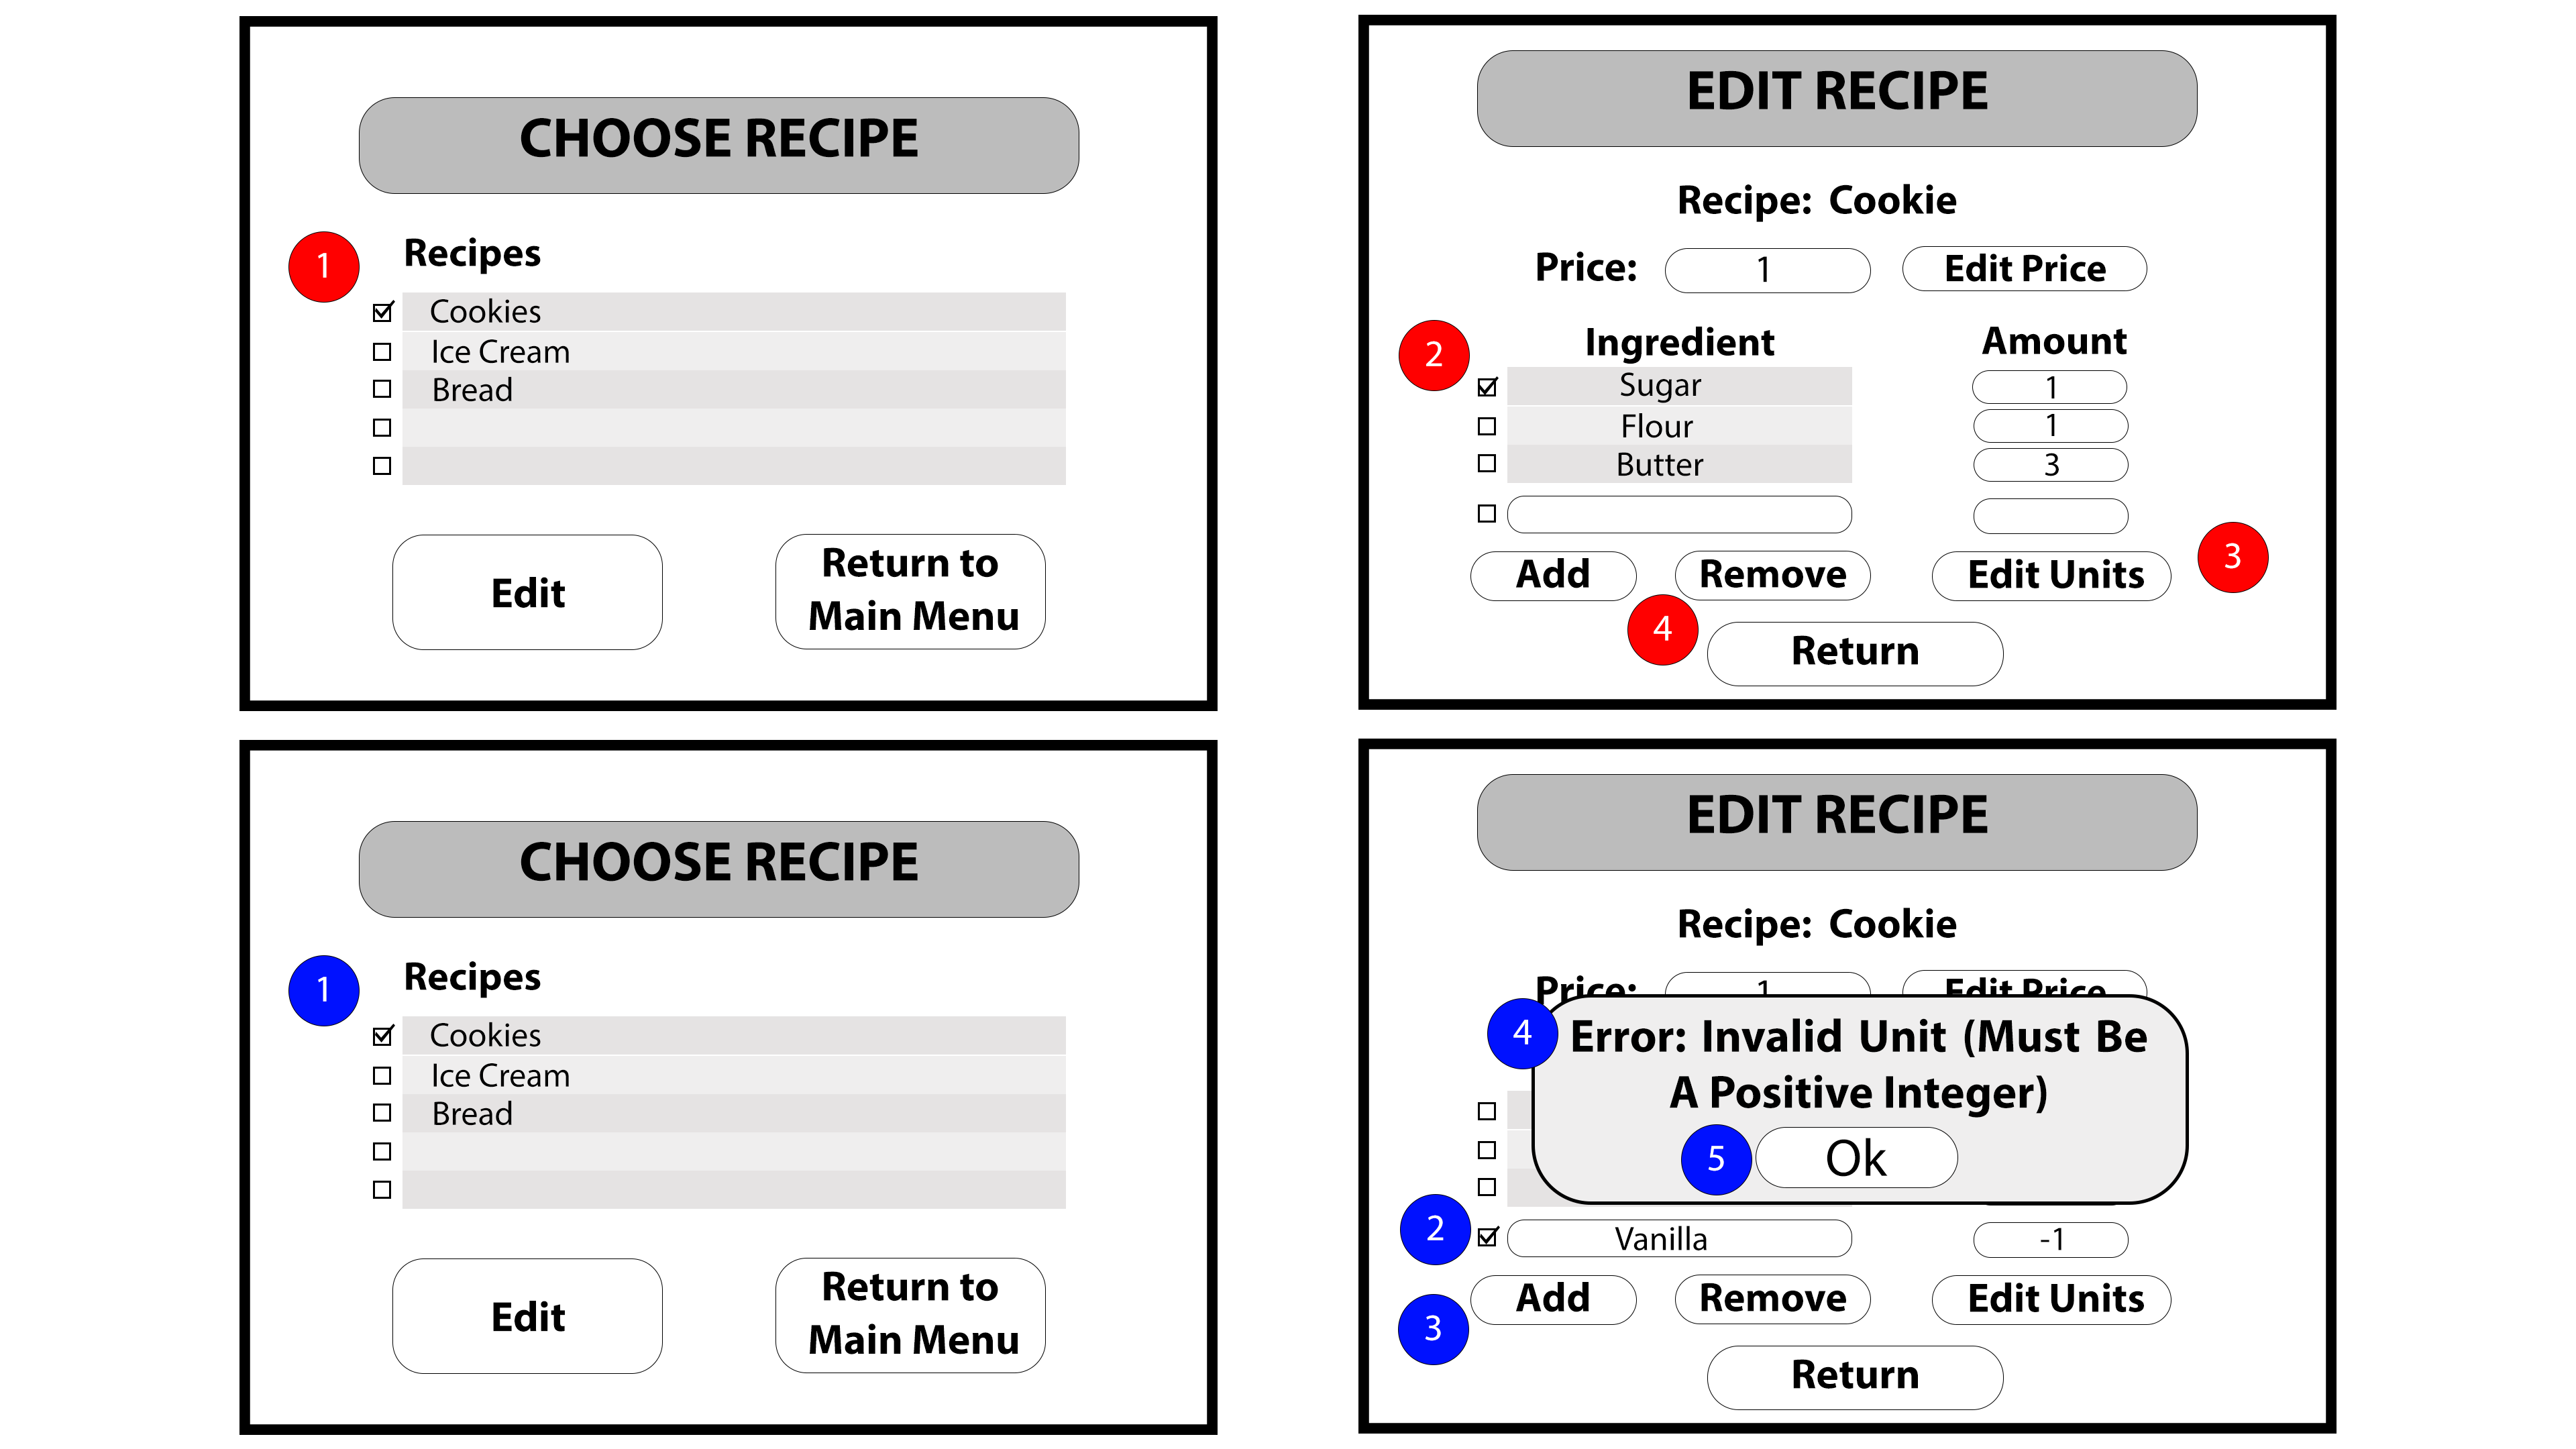 CHOOSE RECIPE
1
Recipes
Cookies
Ice Cream
Bread
Edit
Return to
Main Menu
EDIT RECIPE
Recipe: Cookie
Price: 1 Edit Price
2
Ingredient Amount
Sugar 1
Flour 1
Butter 3
3
Add Remove Edit Units
4
Return
CHOOSE RECIPE
1
Recipes
Cookies
Ice Cream
Bread
Edit
Return to
Main Menu
EDIT RECIPE
Recipe: Cookie
Price: 1 Edit Price
4
Error: Invalid Unit (Must Be
A Positive Integer)
5
Ok
2
Vanilla -1
Add Remove Edit Units
3
Return